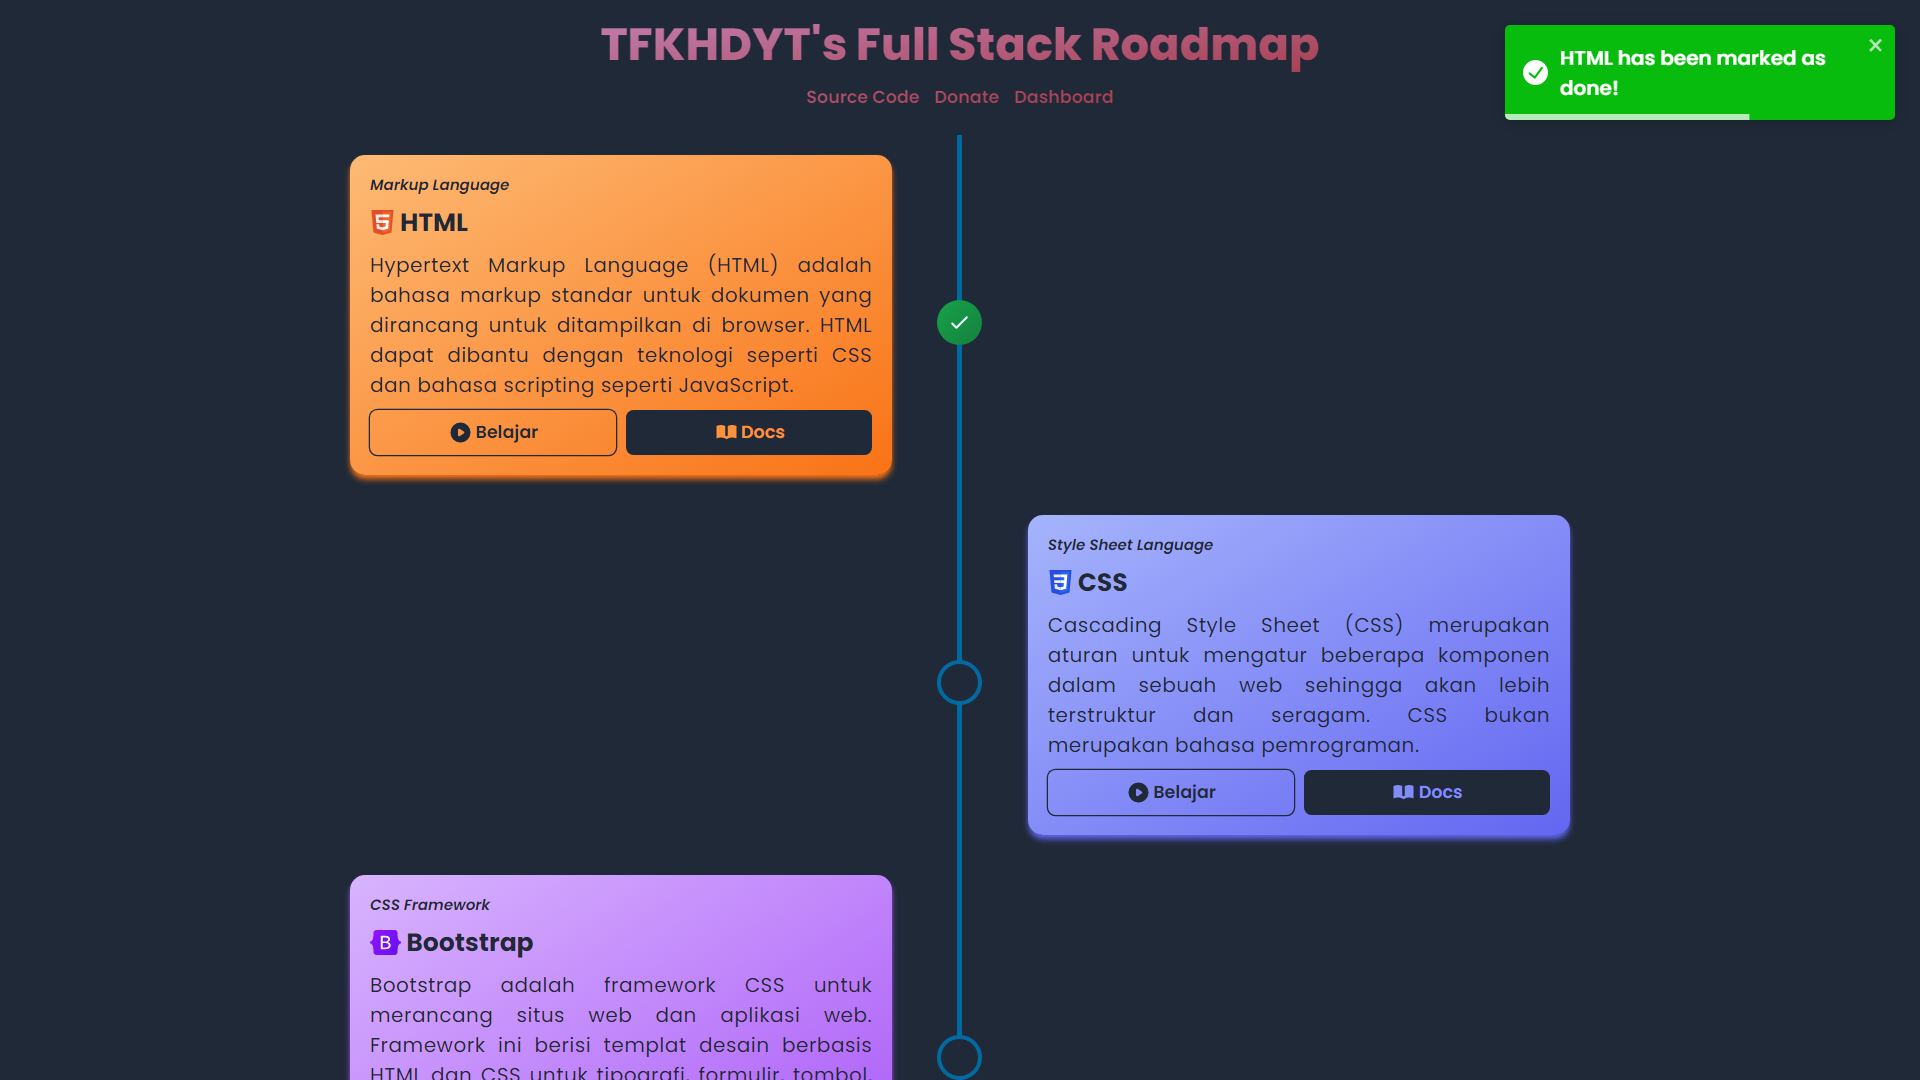 TFKHDYT's Full Stack Roadmap
Source Code Donate Dashboard
HTML has been marked as
done!
Markup Language
HTML
Hypertext Markup Language (HTML) adalah
bahasa markup standar untuk dokumen yang
dirancang untuk ditampilkan di browser. HTML
dapat dibantu dengan teknologi seperti CSS
dan bahasa scripting seperti JavaScript.
Belajar Docs
Style Sheet Language
CSS
Cascading Style Sheet (CSS) merupakan
aturan untuk mengatur beberapa komponen
dalam sebuah web sehingga akan lebih
terstruktur dan seragam. CSS bukan
merupakan bahasa pemrograman.
Belajar Docs
CSS Framework
B Bootstrap
Bootstrap adalah framework CSS untuk
merancang situs web dan aplikasi web.
Framework ini berisi templat desain berbasis
HTML dan CSS untuk tipografi, formulir, tombol,